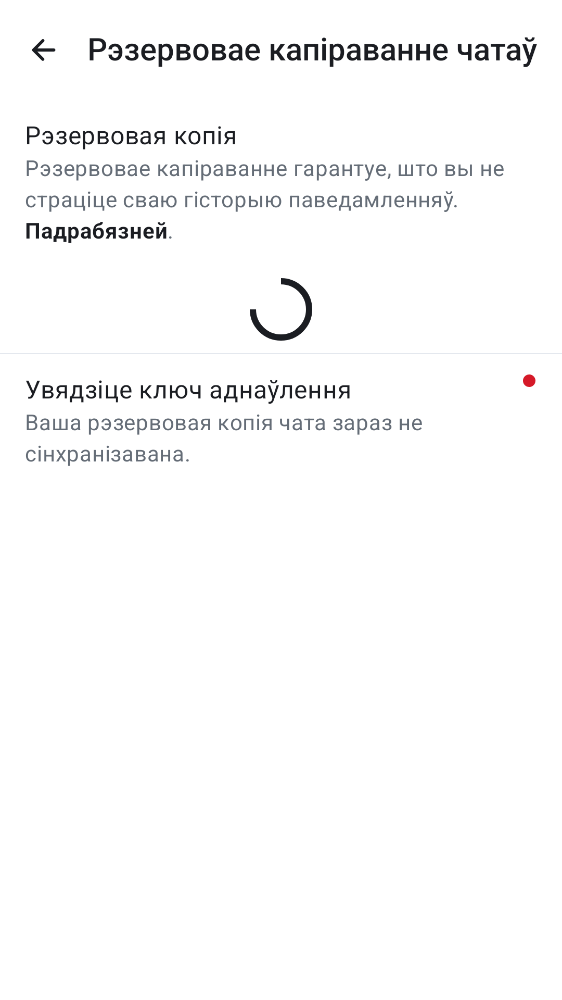 Рэзервовае капіраванне чатаў
Рэзервовая копія
Рэзервовае капіраванне гарантуе, што вы не
страціце сваю гісторыю паведамленняў.
Падрабязней.
Увядзіце ключ аднаўлення
Ваша рэзервовая копія чата зараз не
сінхранізавана.